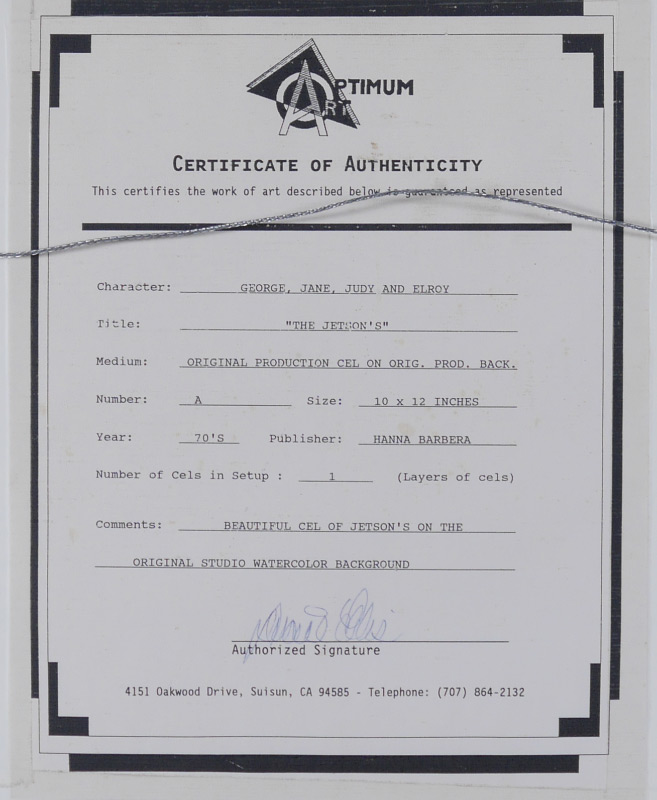 OPTIMUM
ART
CERTIFICATE OF AUTHENTICITY
This certifies the work of art described below is guaranteed as represented
Character: GEORGE, JANE, JUDY AND ELROY
Title: "THE JETSON'S"
Medium: ORIGINAL PRODUCTION CEL ON ORIG. PROD. BACK.
Number: A Size: 10 x 12 INCHES
Year: 70'S Publisher: HANNA BARBERA
Number of Cels in Setup : 1 (Layers of cels)
Comments: BEAUTIFUL CEL OF JETSON'S ON THE
ORIGINAL STUDIO WATERCOLOR BACKGROUND
Authorized Signature
4151 Oakwood Drive, Suisun, CA 94585 - Telephone: (707) 864-2132